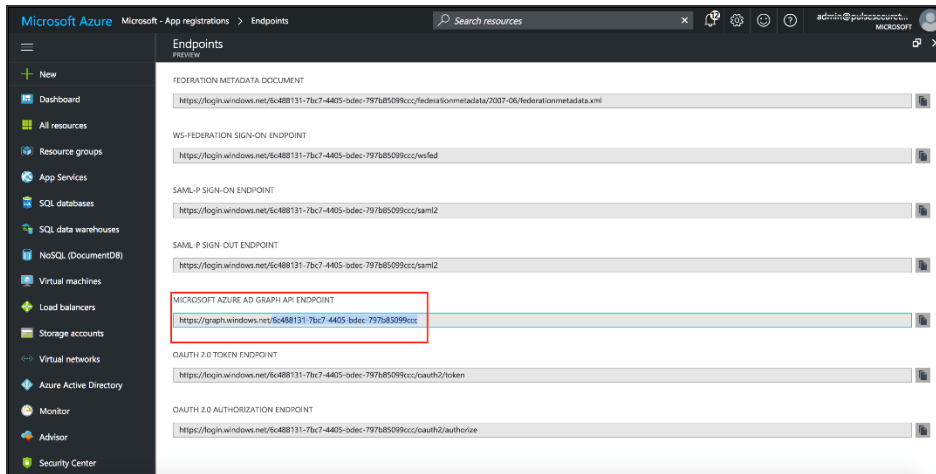 Microsoft Azure Microsoft - App registrations > Endpoints
Search resources
12
admin@pulsesecuret...
MICROSOFT
Endpoints
PREVIEW
New
Dashboard
All resources
Resource groups
App Services
SQL databases
SQL data warehouses
NoSQL (DocumentDB)
Virtual machines
Load balancers
Storage accounts
Virtual networks
Azure Active Directory
Monitor
Advisor
Security Center
FEDERATION METADATA DOCUMENT
https://login.windows.net/6c488131-7bc7-4405-bdec-797b85099ccc/federationmetadata/2007-06/federationmetadata.xml
WS-FEDERATION SIGN-ON ENDPOINT
https://login.windows.net/6c488131-7bc7-4405-bdec-797b85099ccc/wsfed
SAML-P SIGN-ON ENDPOINT
https://login.windows.net/6c488131-7bc7-4405-bdec-797b85099ccc/saml2
SAML-P SIGN-OUT ENDPOINT
https://login.windows.net/6c488131-7bc7-4405-bdec-797b85099ccc/saml2
MICROSOFT AZURE AD GRAPH API ENDPOINT
https://graph.windows.net/6c488131-7bc7-4405-bdec-797b85099ccc
OAUTH 2.0 TOKEN ENDPOINT
https://login.windows.net/6c488131-7bc7-4405-bdec-797b85099ccc/oauth2/token
OAUTH 2.0 AUTHORIZATION ENDPOINT
https://login.windows.net/6c488131-7bc7-4405-bdec-797b85099ccc/oauth2/authorize